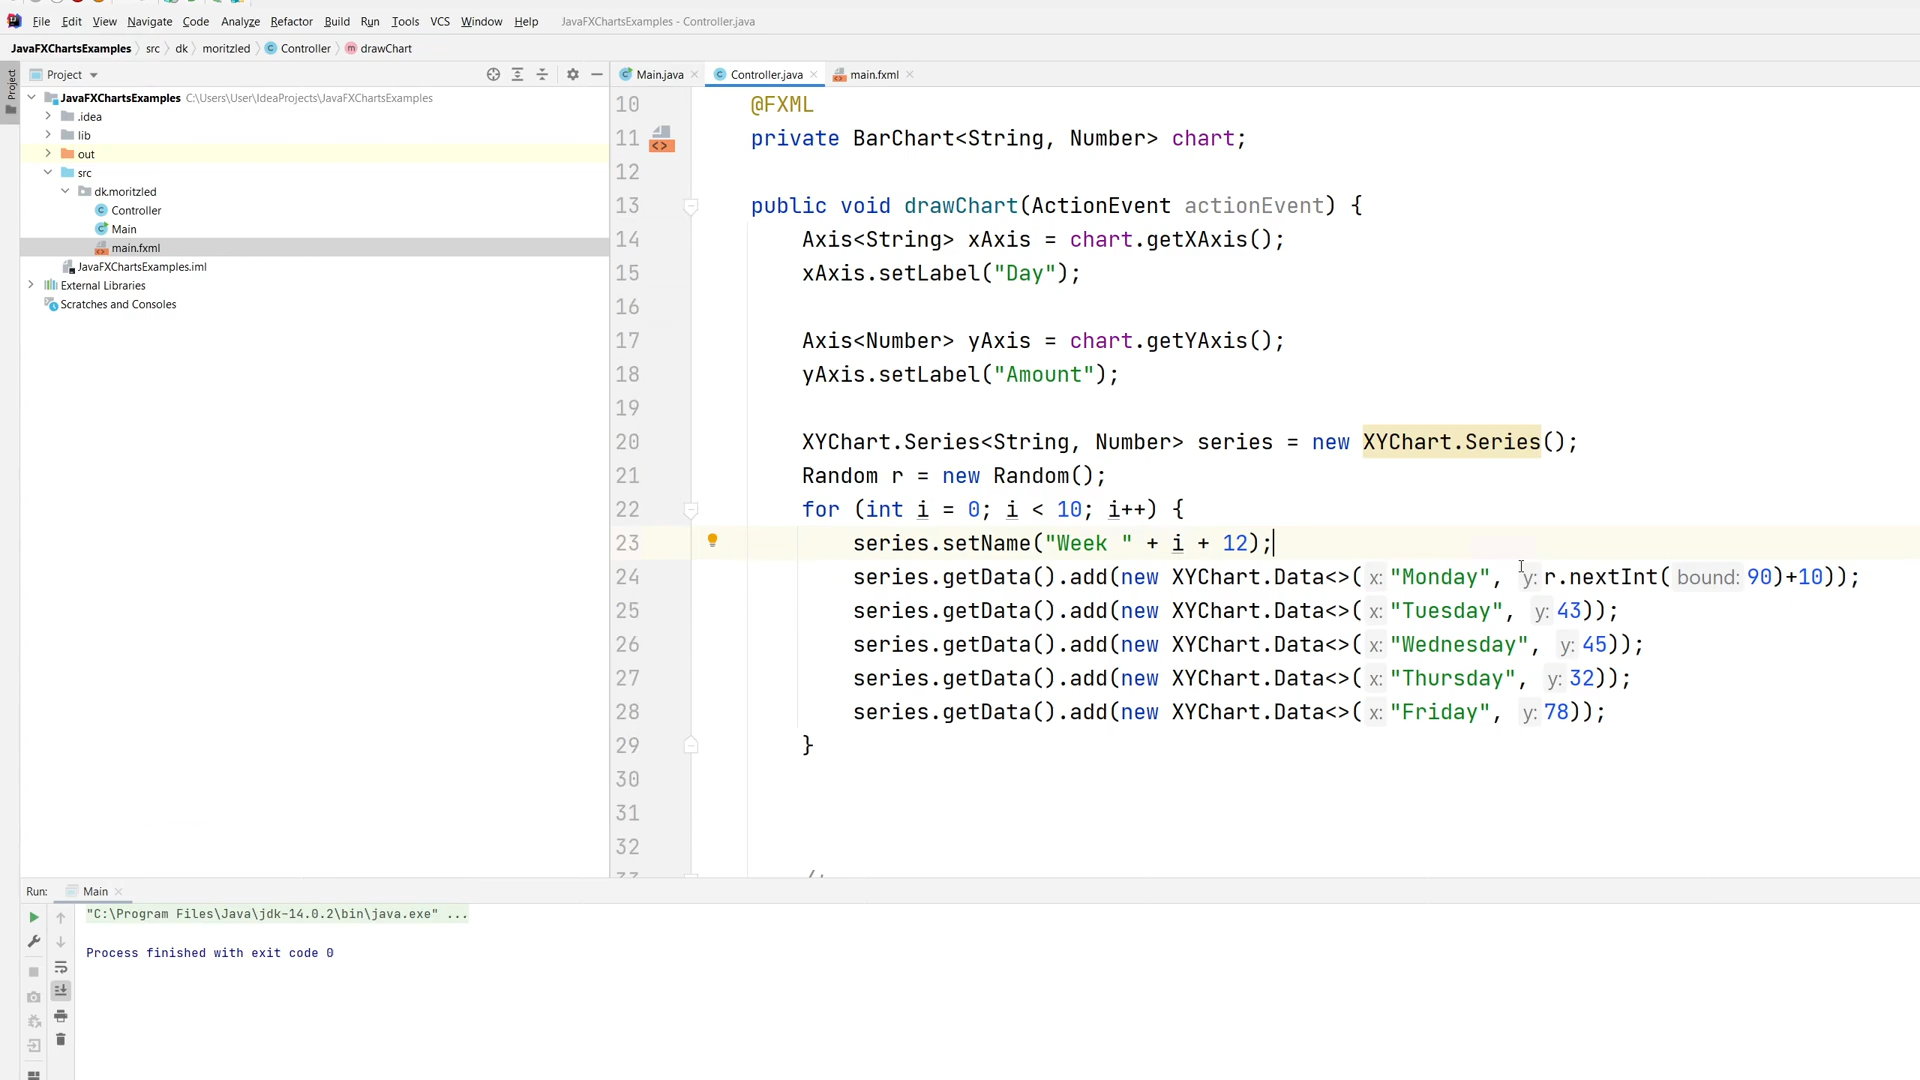 File Edit View Navigate Code Analyze Refactor Build Run Tools VCS Window Help JavaFXChartsExamples - Controller.java
JavaFXChartsExamples src dk moritzled Controller drawChart
Project
Project
Main.java Controller.java main.fxml
JavaFXChartsExamples C:\Users\User\IdeaProjects\JavaFXChartsExamples
.idea
lib
out
src
dk.moritzled
Controller
Main
main.fxml
JavaFXChartsExamples.iml
External Libraries
Scratches and Consoles
10 @FXML
11 private BarChart<String, Number> chart;
12
13 public void drawChart(ActionEvent actionEvent) {
14 Axis<String> xAxis = chart.getXAxis();
15 xAxis.setLabel("Day");
16
17 Axis<Number> yAxis = chart.getYAxis();
18 yAxis.setLabel("Amount");
19
20 XYChart.Series<String, Number> series = new XYChart.Series();
21 Random r = new Random();
22 for (int i = 0; i < 10; i++) {
23 series.setName("Week " + i + 12);
24 series.getData().add(new XYChart.Data<>( x: "Monday", y: r.nextInt( bound: 90)+10));
25 series.getData().add(new XYChart.Data<>( x: "Tuesday", y: 43));
26 series.getData().add(new XYChart.Data<>( x: "Wednesday", y: 45));
27 series.getData().add(new XYChart.Data<>( x: "Thursday", y: 32));
28 series.getData().add(new XYChart.Data<>( x: "Friday", y: 78));
29 }
30
31
32
Run: Main
"C:\Program Files\Java\jdk-14.0.2\bin\java.exe" ...
Process finished with exit code 0